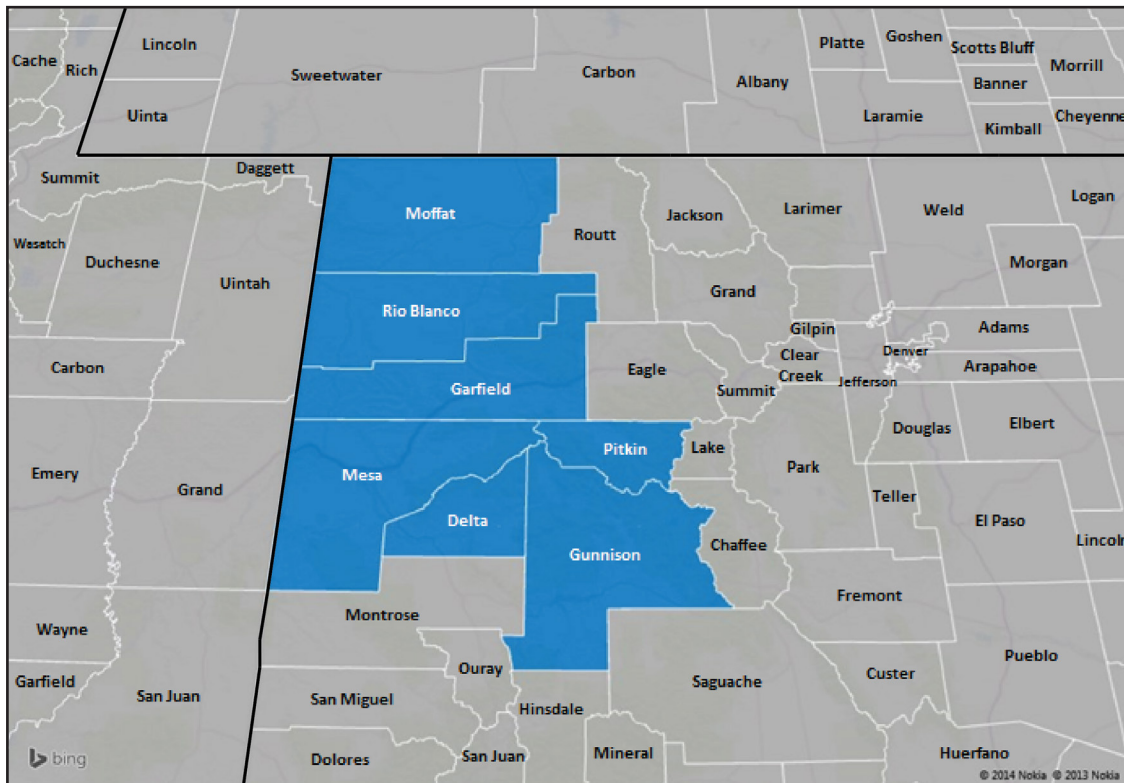 Lincoln
Cache
Rich
Sweetwater
Carbon
Albany
Platte
Goshen
Scotts Bluff
Morrill
Banner
Uinta
Laramie
Cheyenne
Kimball
Summit
Daggett
Moffat
Routt
Jackson
Larimer
Weld
Logan
Wasatch
Duchesne
Uintah
Morgan
Grand
Rio Blanco
Gilpin
Adams
Denver
Carbon
Clear
Creek
Arapahoe
Eagle
Garfield
Summit
Jefferson
Douglas
Elbert
Emery
Grand
Mesa
Pitkin
Lake
Park
Teller
Delta
El Paso
Gunnison
Chaffee
Lincoln
Wayne
Montrose
Fremont
Garfield
San Juan
Ouray
San Miguel
Hinsdale
Saguache
Custer
Pueblo
Dolores
San Juan
Mineral
Huerfano
bing
© 2014 Nokia © 2013 Nokia